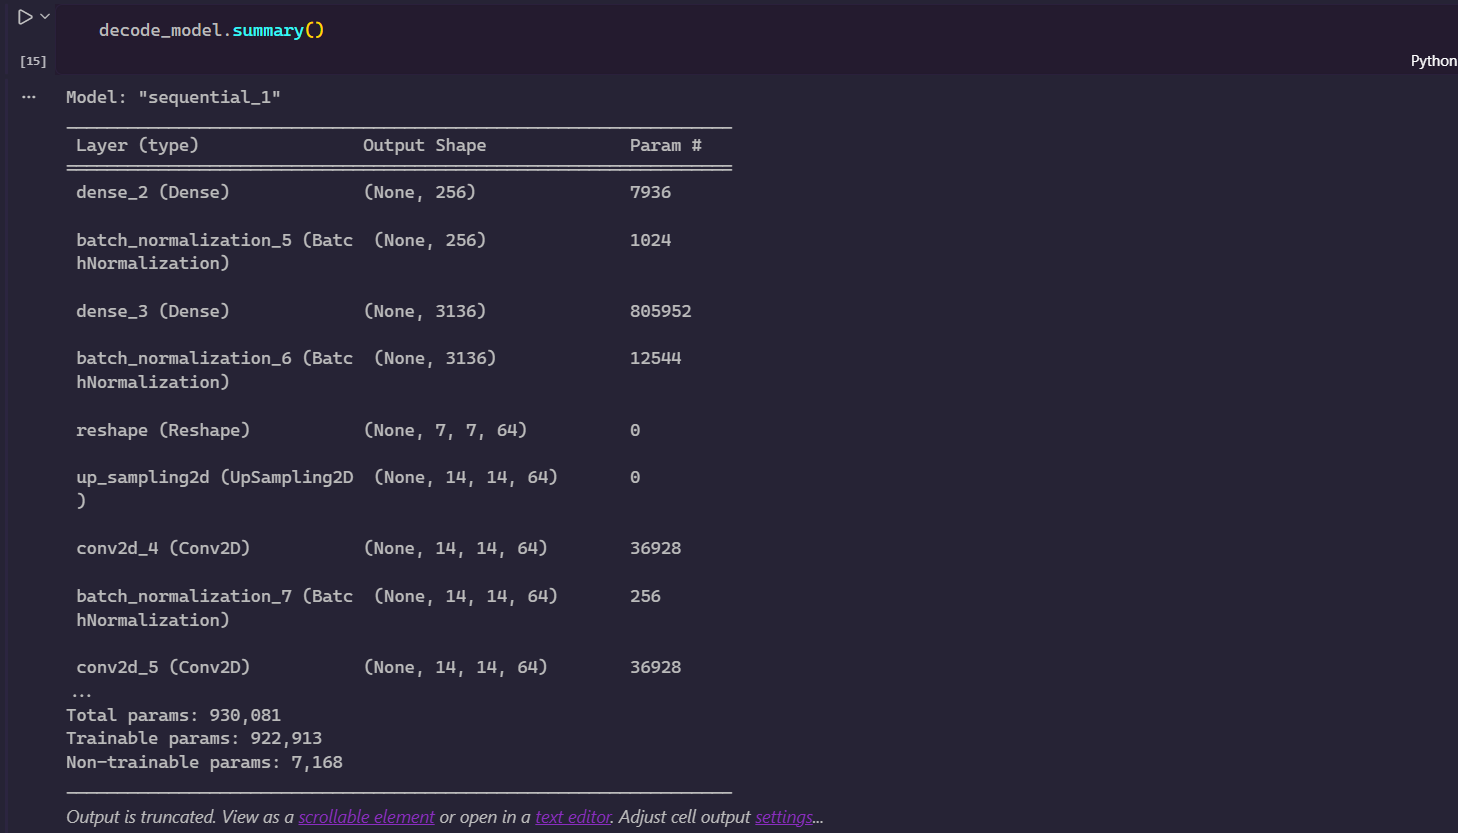 decode_model.summary()
[15]
Python
... Model: "sequential_1"
Layer (type) Output Shape Param #
dense_2 (Dense) (None, 256) 7936
batch_normalization_5 (Batc (None, 256) 1024
hNormalization)
dense_3 (Dense) (None, 3136) 805952
batch_normalization_6 (Batc (None, 3136) 12544
hNormalization)
reshape (Reshape) (None, 7, 7, 64) 0
up_sampling2d (UpSampling2D (None, 14, 14, 64) 0
)
conv2d_4 (Conv2D) (None, 14, 14, 64) 36928
batch_normalization_7 (Batc (None, 14, 14, 64) 256
hNormalization)
conv2d_5 (Conv2D) (None, 14, 14, 64) 36928
...
Total params: 930,081
Trainable params: 922,913
Non-trainable params: 7,168
Output is truncated. View as a scrollable element or open in a text editor. Adjust cell output settings...